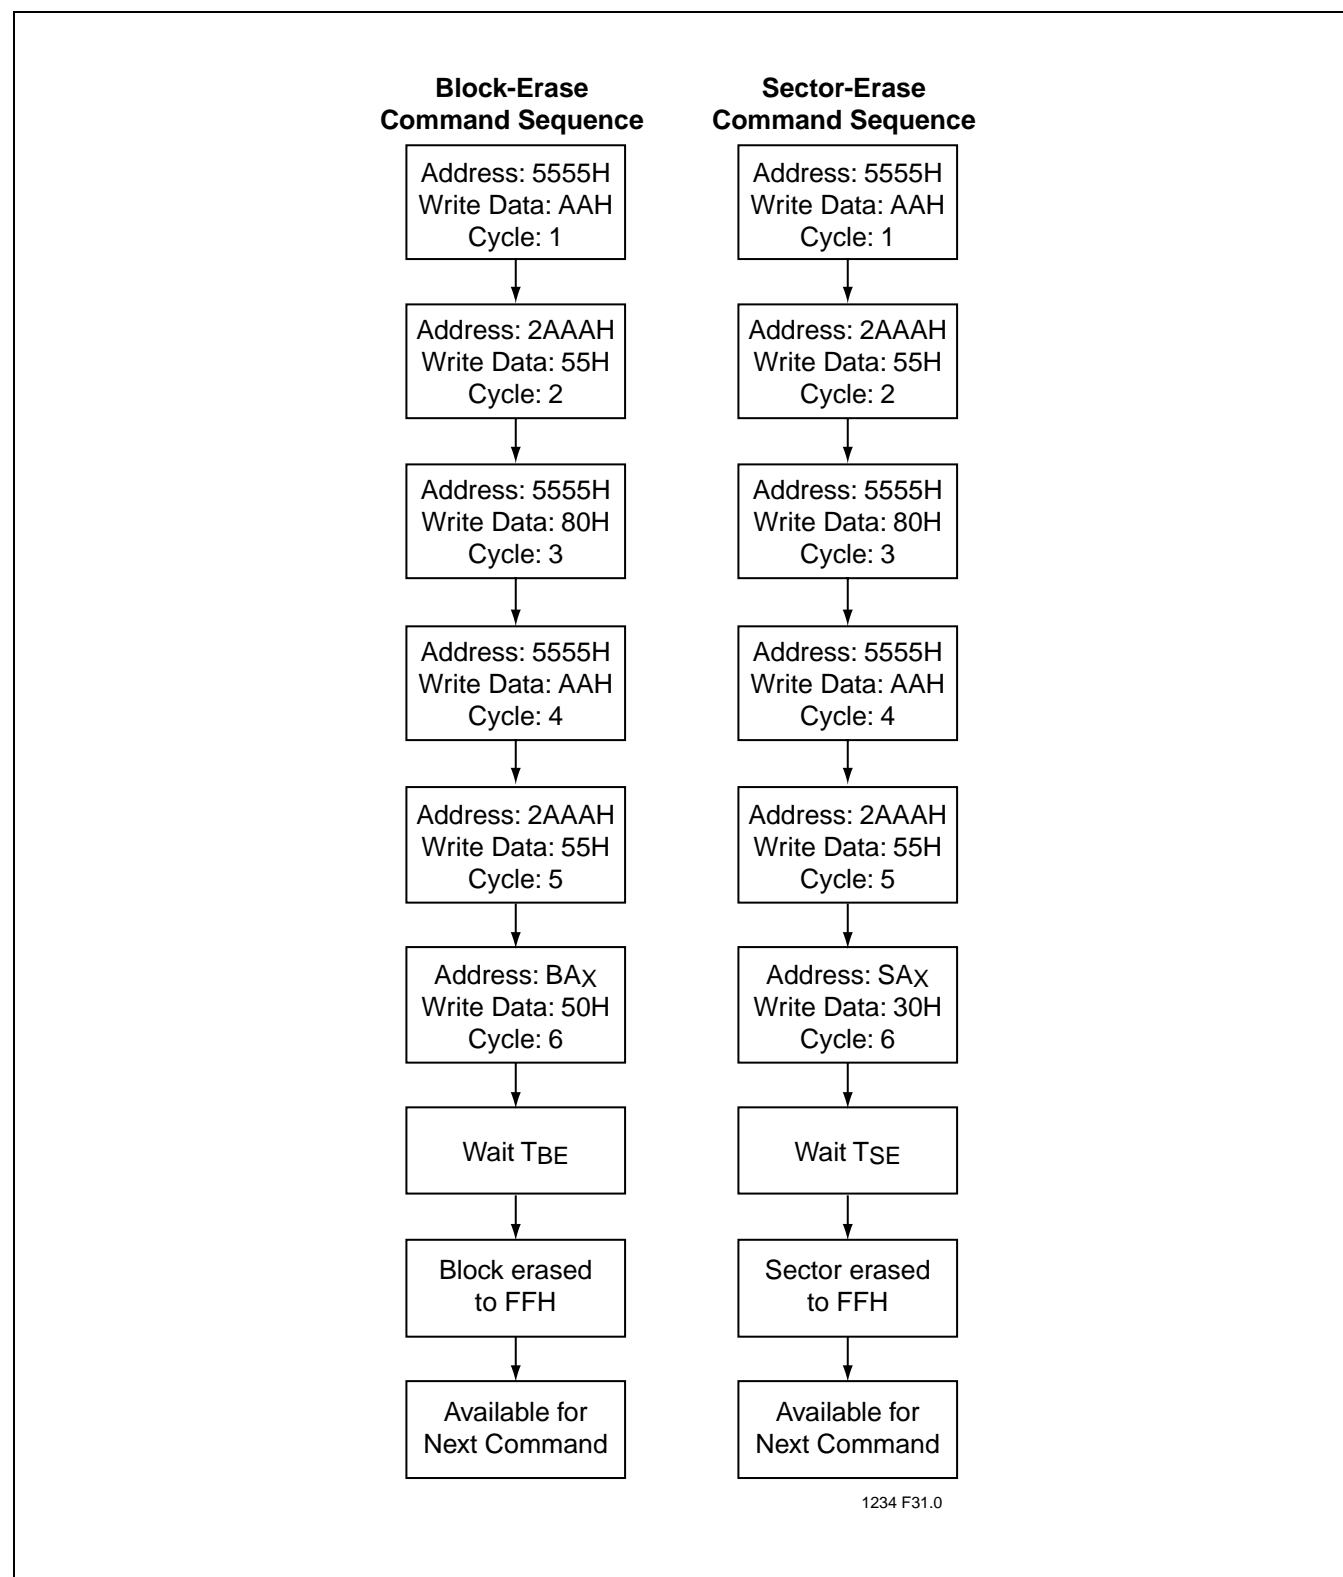 Block-Erase
Command Sequence
Address: 5555H
Write Data: AAH
Cycle: 1
Address: 2AAAH
Write Data: 55H
Cycle: 2
Address: 5555H
Write Data: 80H
Cycle: 3
Address: 5555H
Write Data: AAH
Cycle: 4
Address: 2AAAH
Write Data: 55H
Cycle: 5
Address: BAX
Write Data: 50H
Cycle: 6
Wait TBE
Block erased
to FFH
Available for
Next Command
Sector-Erase
Command Sequence
Address: 5555H
Write Data: AAH
Cycle: 1
Address: 2AAAH
Write Data: 55H
Cycle: 2
Address: 5555H
Write Data: 80H
Cycle: 3
Address: 5555H
Write Data: AAH
Cycle: 4
Address: 2AAAH
Write Data: 55H
Cycle: 5
Address: SAX
Write Data: 30H
Cycle: 6
Wait TSE
Sector erased
to FFH
Available for
Next Command
1234 F31.0